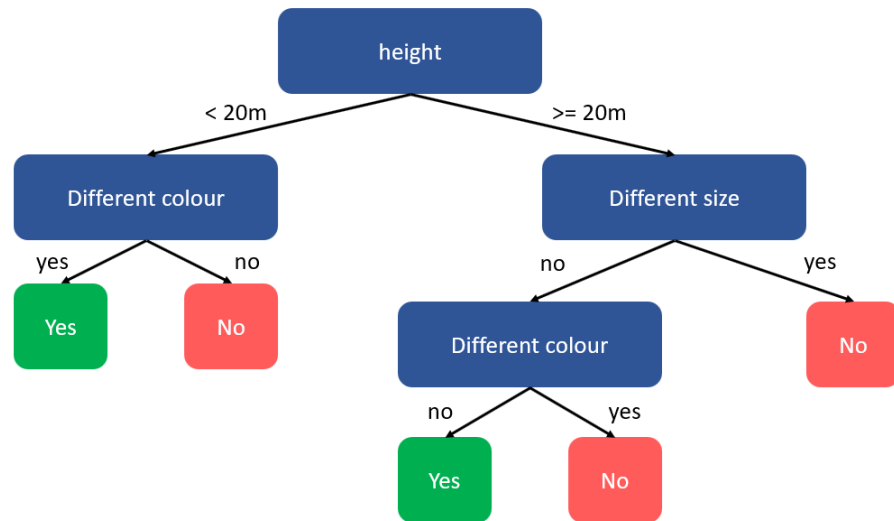 height
< 20m
>= 20m
Different colour
Different size
yes
no
no
yes
Yes
No
Different colour
No
no
yes
Yes
No